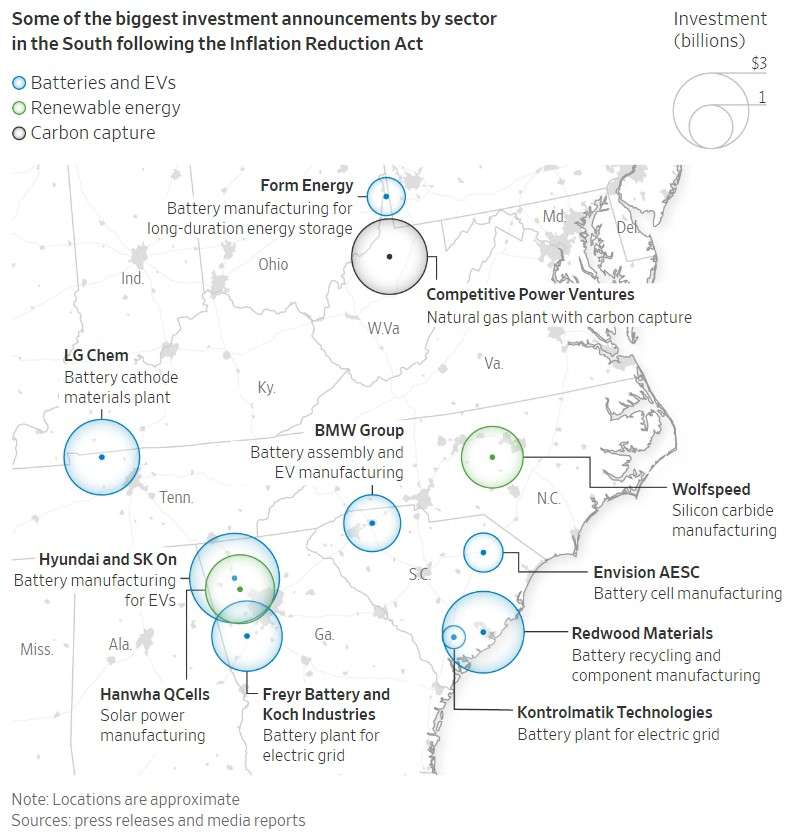 Some of the biggest investment announcements by sector
in the South following the Inflation Reduction Act
Investment
(billions)
$3
1
Batteries and EVs
Renewable energy
Carbon capture
Form Energy
Battery manufacturing for
long-duration energy storage
Md.
Del.
Ind.
Ohio
Competitive Power Ventures
Natural gas plant with carbon capture
W.Va
Va.
LG Chem
Battery cathode
materials plant
Ky.
BMW Group
Battery assembly and
EV manufacturing
Tenn.
N.C.
Wolfspeed
Silicon carbide
manufacturing
Hyundai and SK On
Battery manufacturing
for EVs
S.C.
Envision AESC
Battery cell manufacturing
Miss.
Ala.
Ga.
Redwood Materials
Battery recycling and
component manufacturing
Hanwha QCells
Solar power
manufacturing
Freyr Battery and
Koch Industries
Battery plant for
electric grid
Kontrolmatik Technologies
Battery plant for electric grid
Note: Locations are approximate
Sources: press releases and media reports